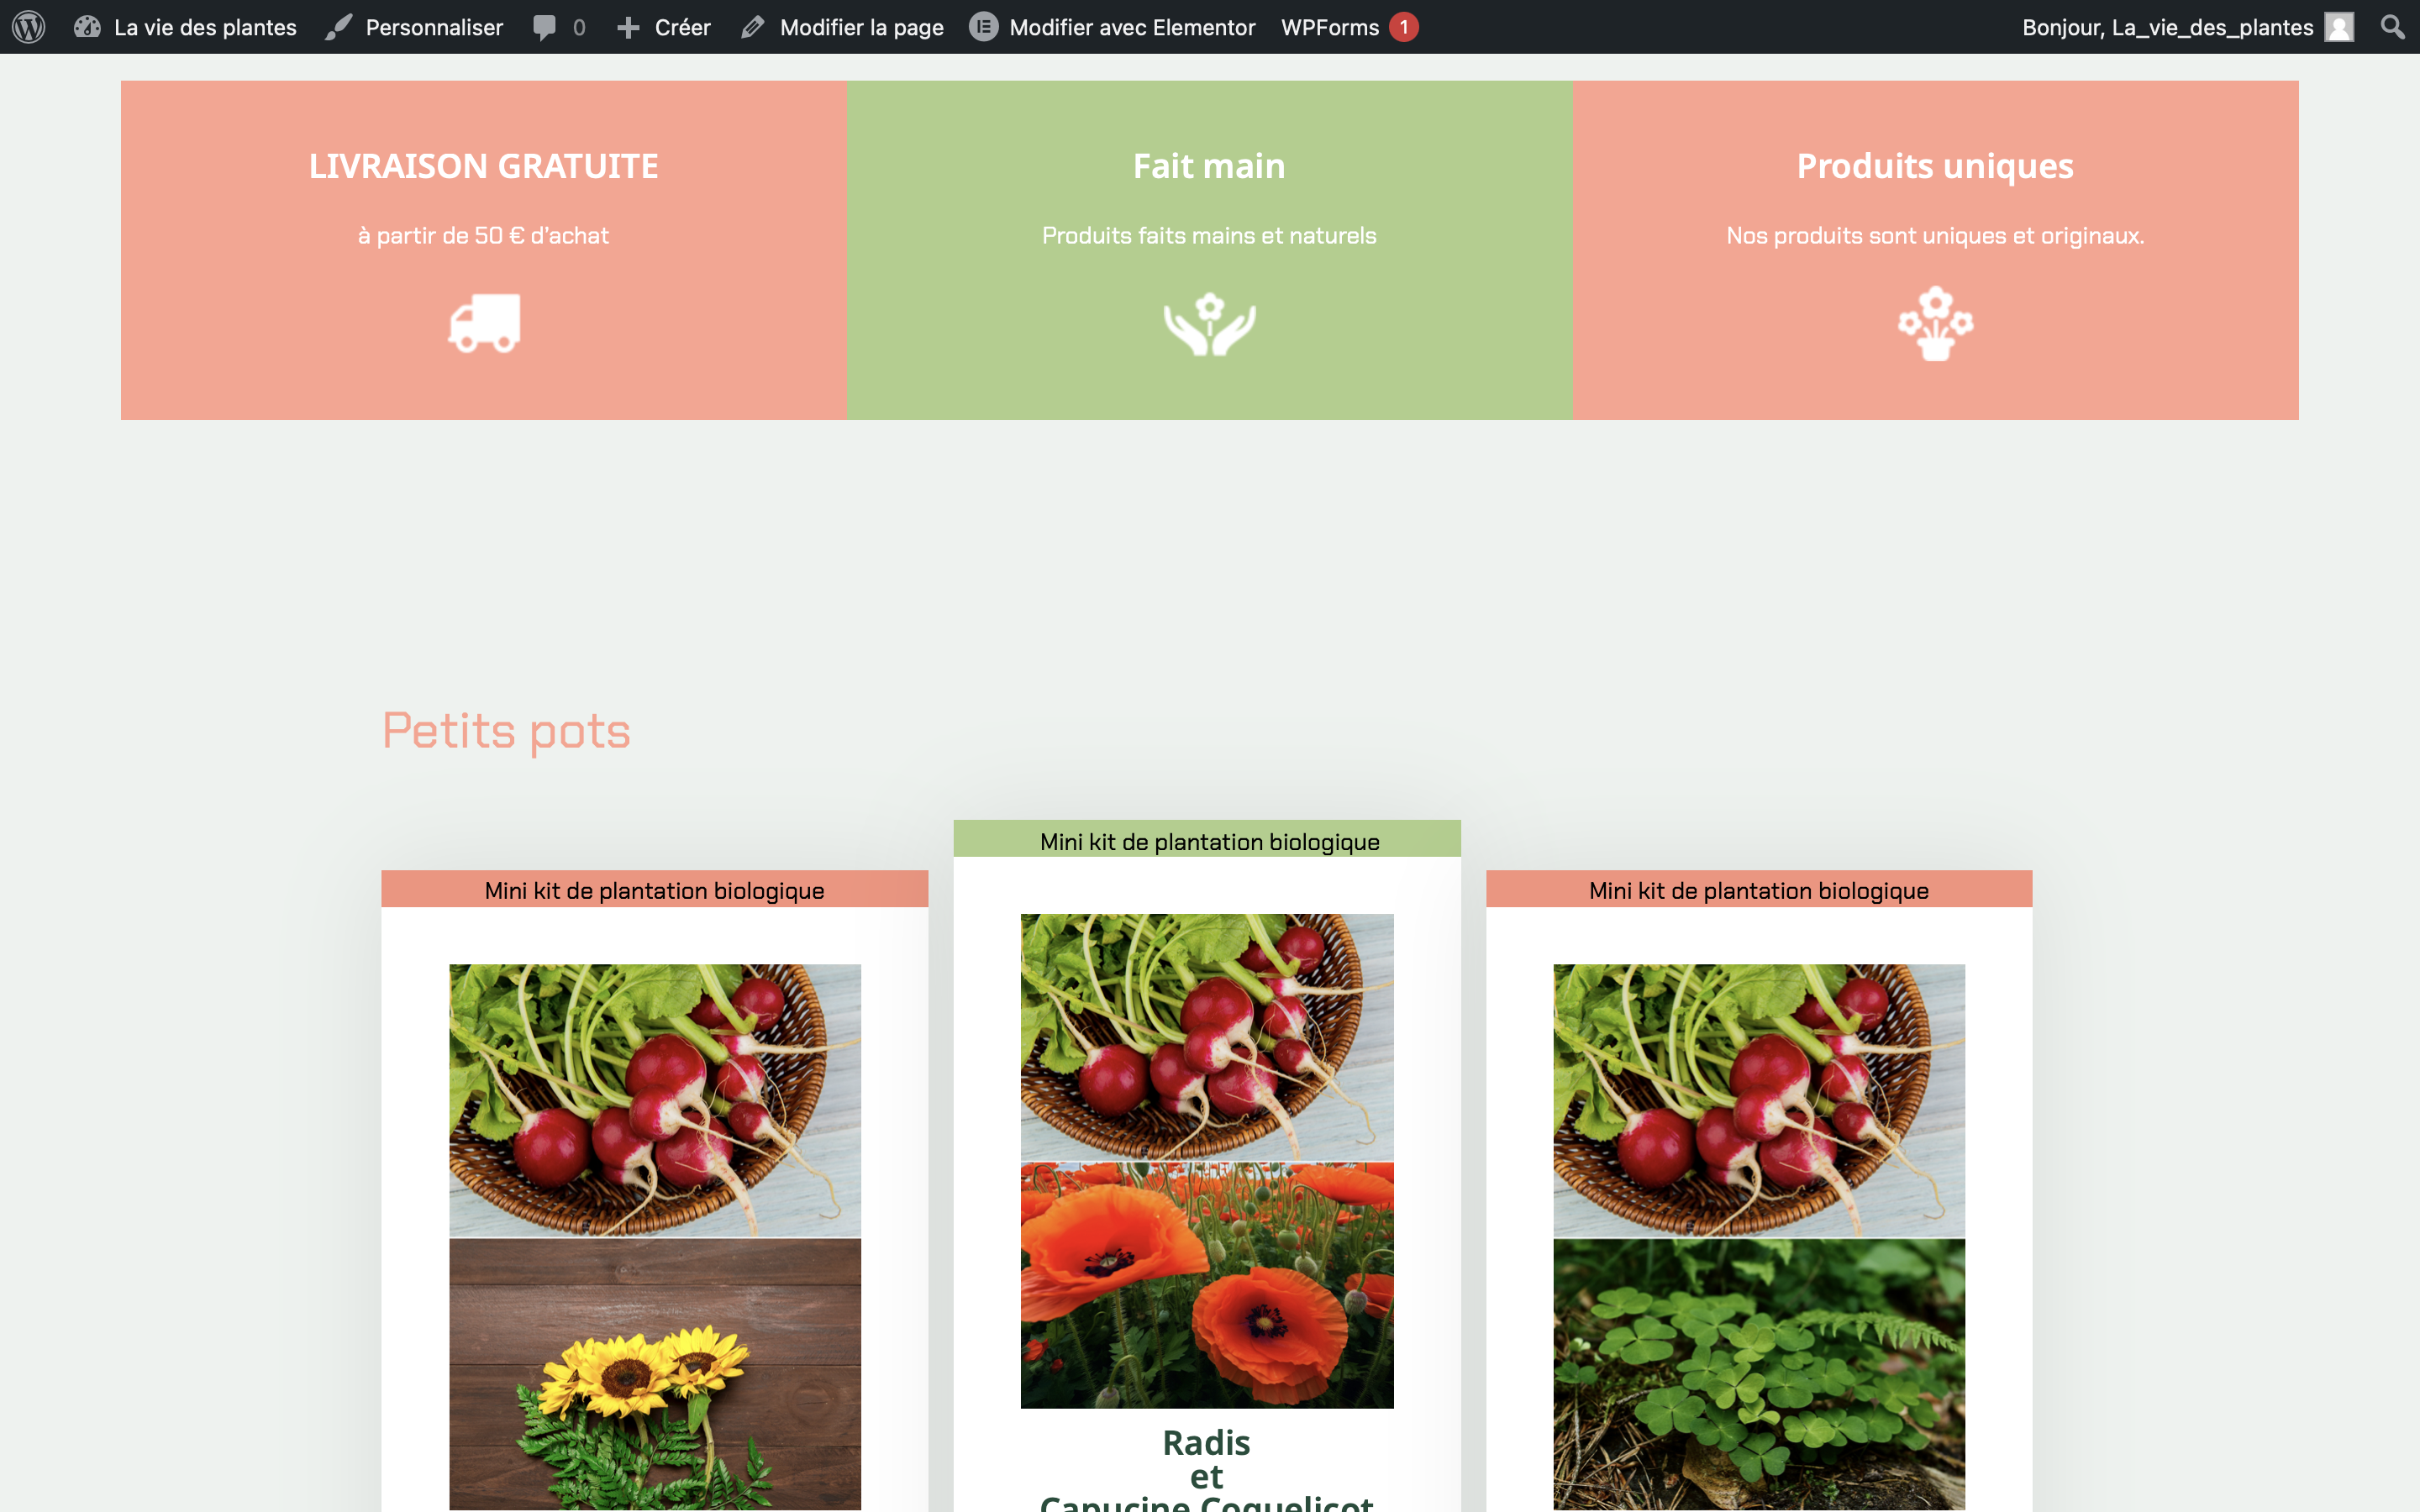 La vie des plantes Personnaliser 0 Créer Modifier la page Modifier avec Elementor WPForms 1 Bonjour, La_vie_des_plantes
LIVRAISON GRATUITE
à partir de 50 € d'achat
Fait main
Produits faits mains et naturels
Produits uniques
Nos produits sont uniques et originaux.
Petits pots
Mini kit de plantation biologique
Mini kit de plantation biologique
Radis
et
Capucine Coquelicot
Mini kit de plantation biologique